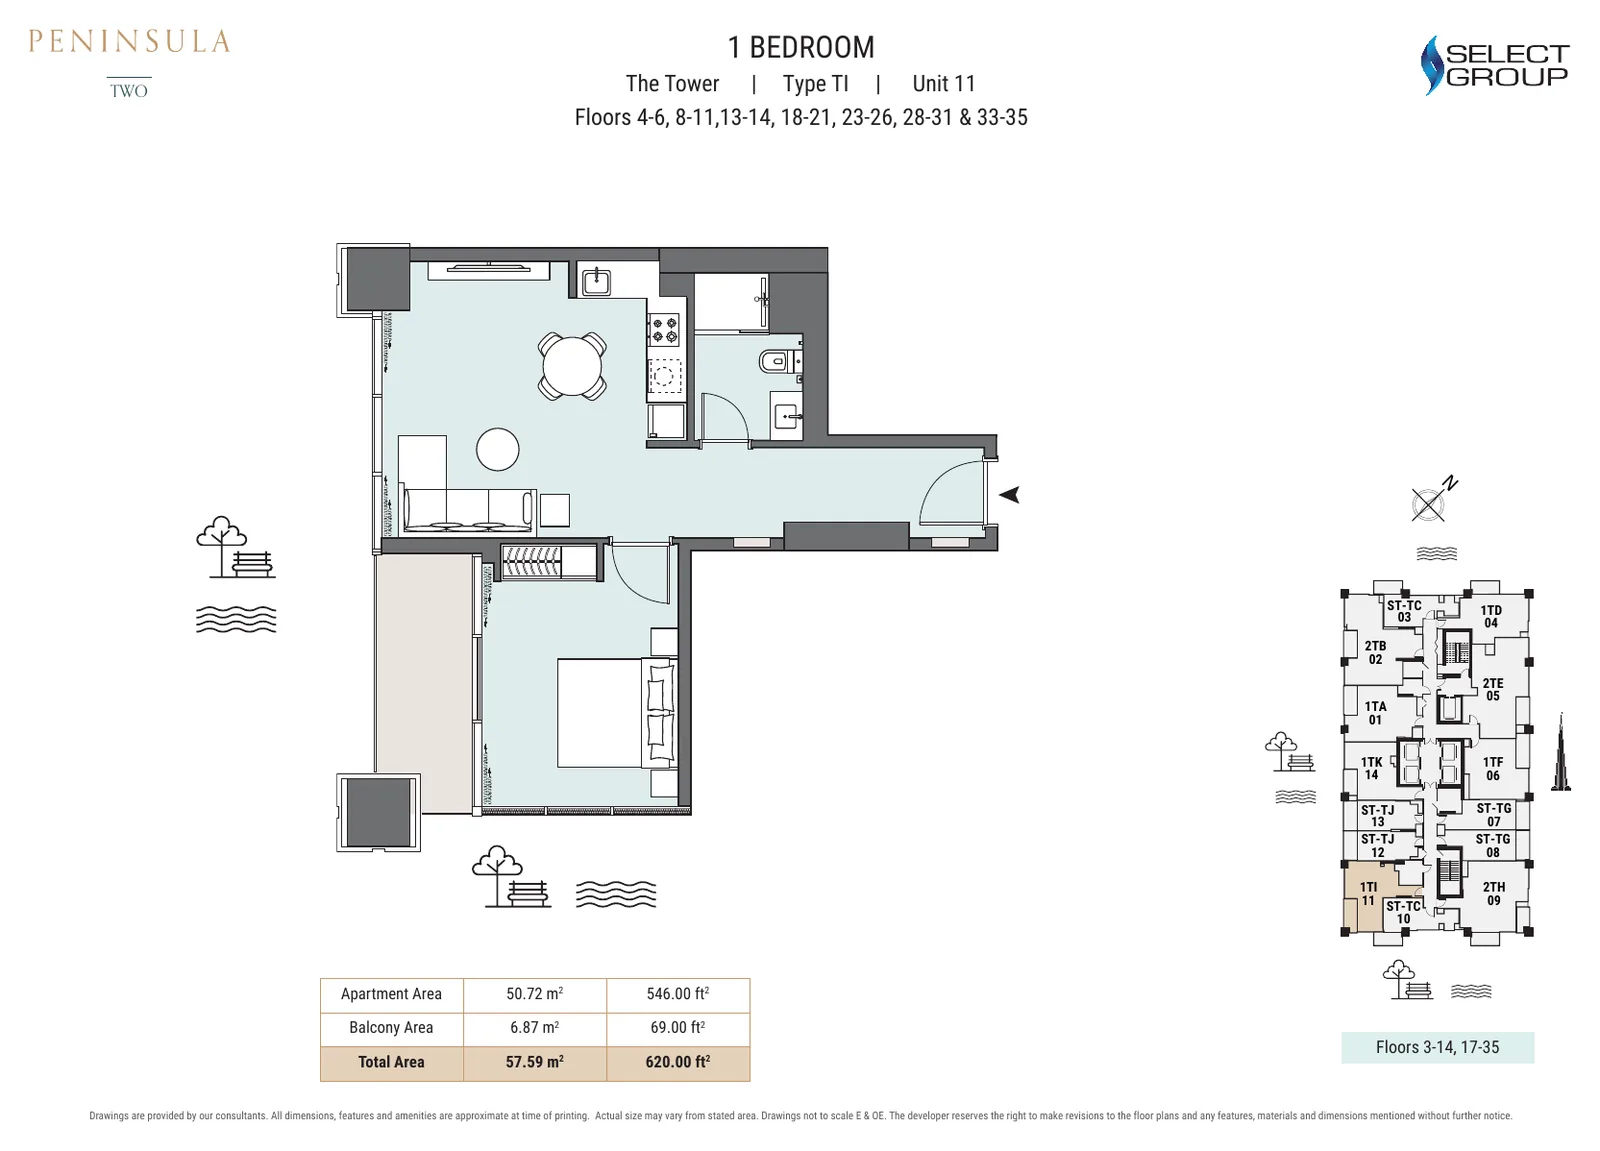 PENINSULA
TWO
1 BEDROOM
The Tower | Type TI | Unit 11
Floors 4-6, 8-11,13-14, 18-21, 23-26, 28-31 & 33-35
SELECT
GROUP
N
ST-TC
03
1TD
04
2TB
02
2TE
05
1TA
01
1TK
14
1TF
06
ST-TJ
13
ST-TG
07
ST-TJ
12
ST-TG
08
1TI
11
2TH
09
ST-TC
10
Floors 3-14, 17-35
Apartment Area 50.72 m² 546.00 ft²
Balcony Area 6.87 m² 69.00 ft²
Total Area 57.59 m² 620.00 ft²
Drawings are provided by our consultants. All dimensions, features and amenities are approximate at time of printing. Actual size may vary from stated area. Drawings not to scale E & OE. The developer reserves the right to make revisions to the floor plans and any features, materials and dimensions mentioned without further notice.